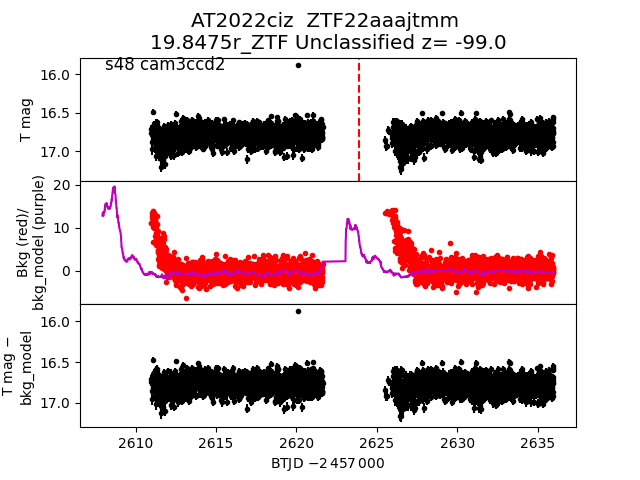 AT2022ciz  ZTF22aaajtmm
19.8475r_ZTF Unclassified z= -99.0
s48 cam3ccd2
16.0
16.5
17.0
T mag
20
10
0
Bkg (red)/
bkg_model (purple)
16.0
16.5
17.0
T mag −
bkg_model
2610 2615 2620 2625 2630 2635
BTJD −2 457 000